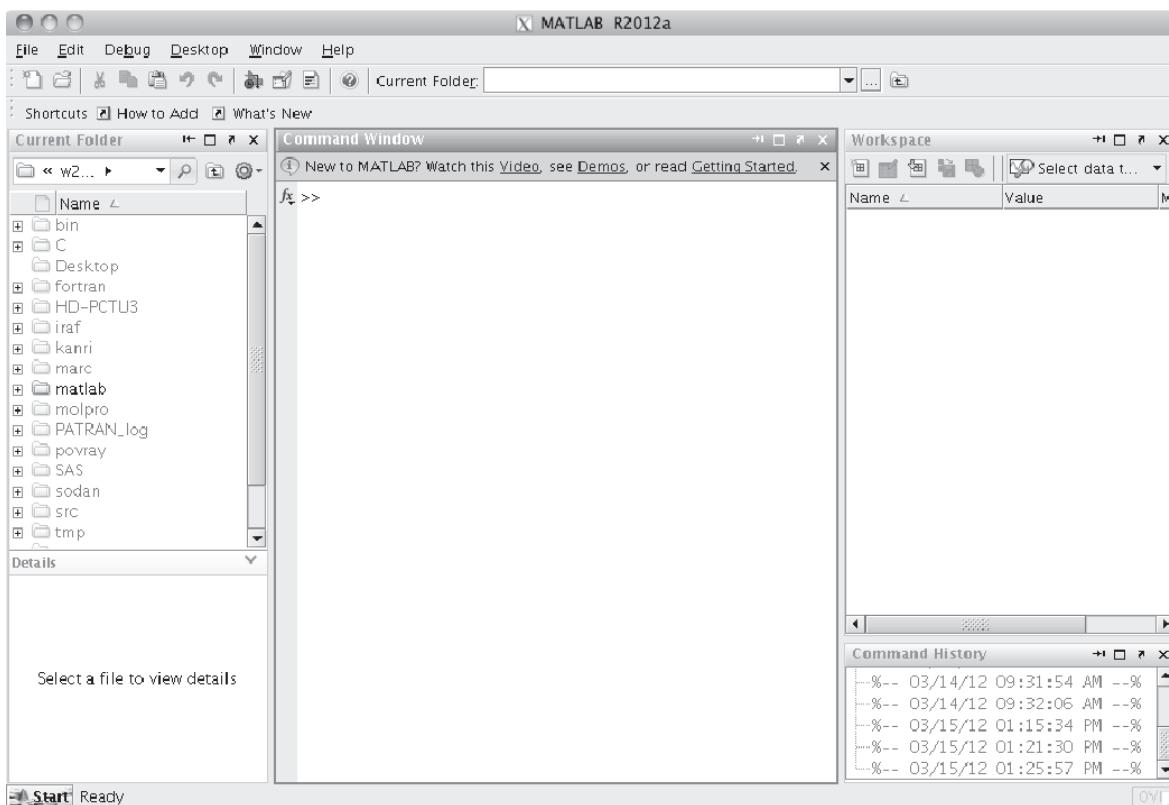 MATLAB R2012a
File Edit Debug Desktop Window Help
Current Folder:
Shortcuts How to Add What's New
Current Folder
« w2...
Name
bin
C
Desktop
fortran
HD-PCTU3
iraf
kanri
marc
matlab
molpro
PATRAN_log
povray
SAS
sodan
src
tmp
Details
Select a file to view details
Command Window
New to MATLAB? Watch this Video, see Demos, or read Getting Started.
fx >>
Workspace
Select data t...
Name Value
Command History
%-- 03/14/12 09:31:54 AM --%
%-- 03/14/12 09:32:06 AM --%
%-- 03/15/12 01:15:34 PM --%
%-- 03/15/12 01:21:30 PM --%
%-- 03/15/12 01:25:57 PM --%
Start Ready